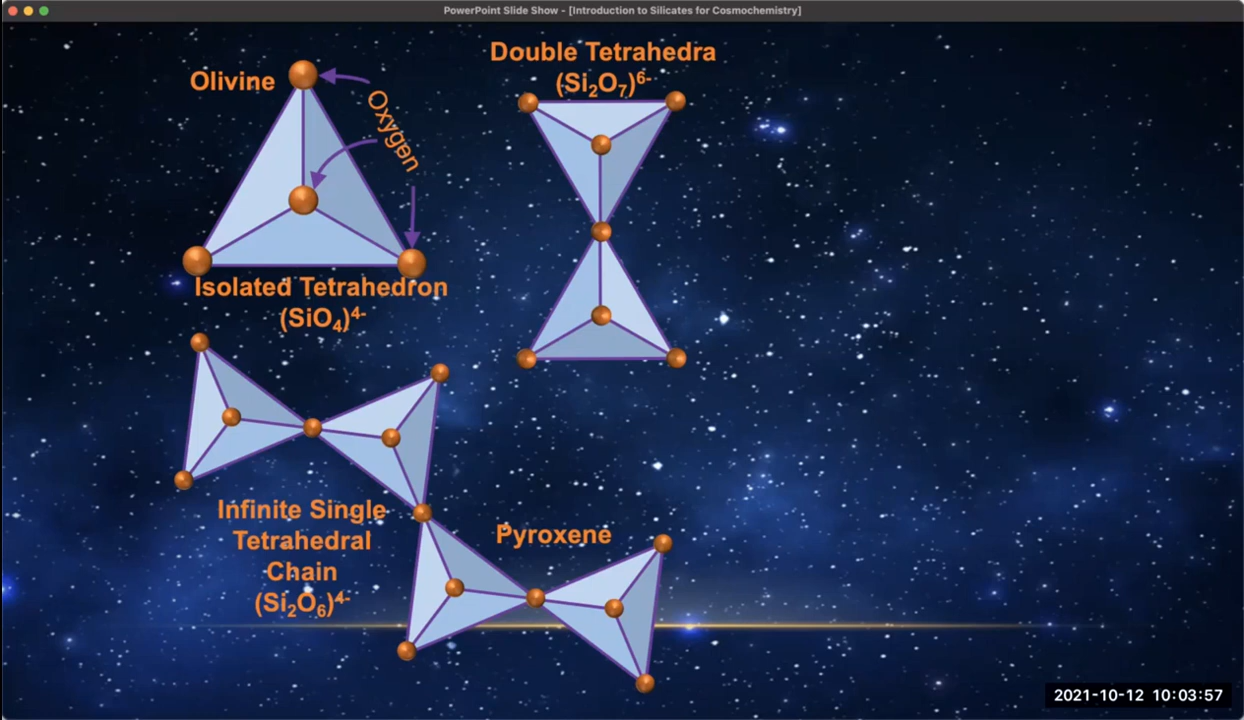 PowerPoint Slide Show - [Introduction to Silicates for Cosmochemistry]
Olivine
Oxygen
Isolated Tetrahedron
(SiO₄)⁴⁻
Double Tetrahedra
(Si₂O₇)⁶⁻
Infinite Single
Tetrahedral
Chain
(Si₂O₆)⁴⁻
Pyroxene
2021-10-12 10:03:57